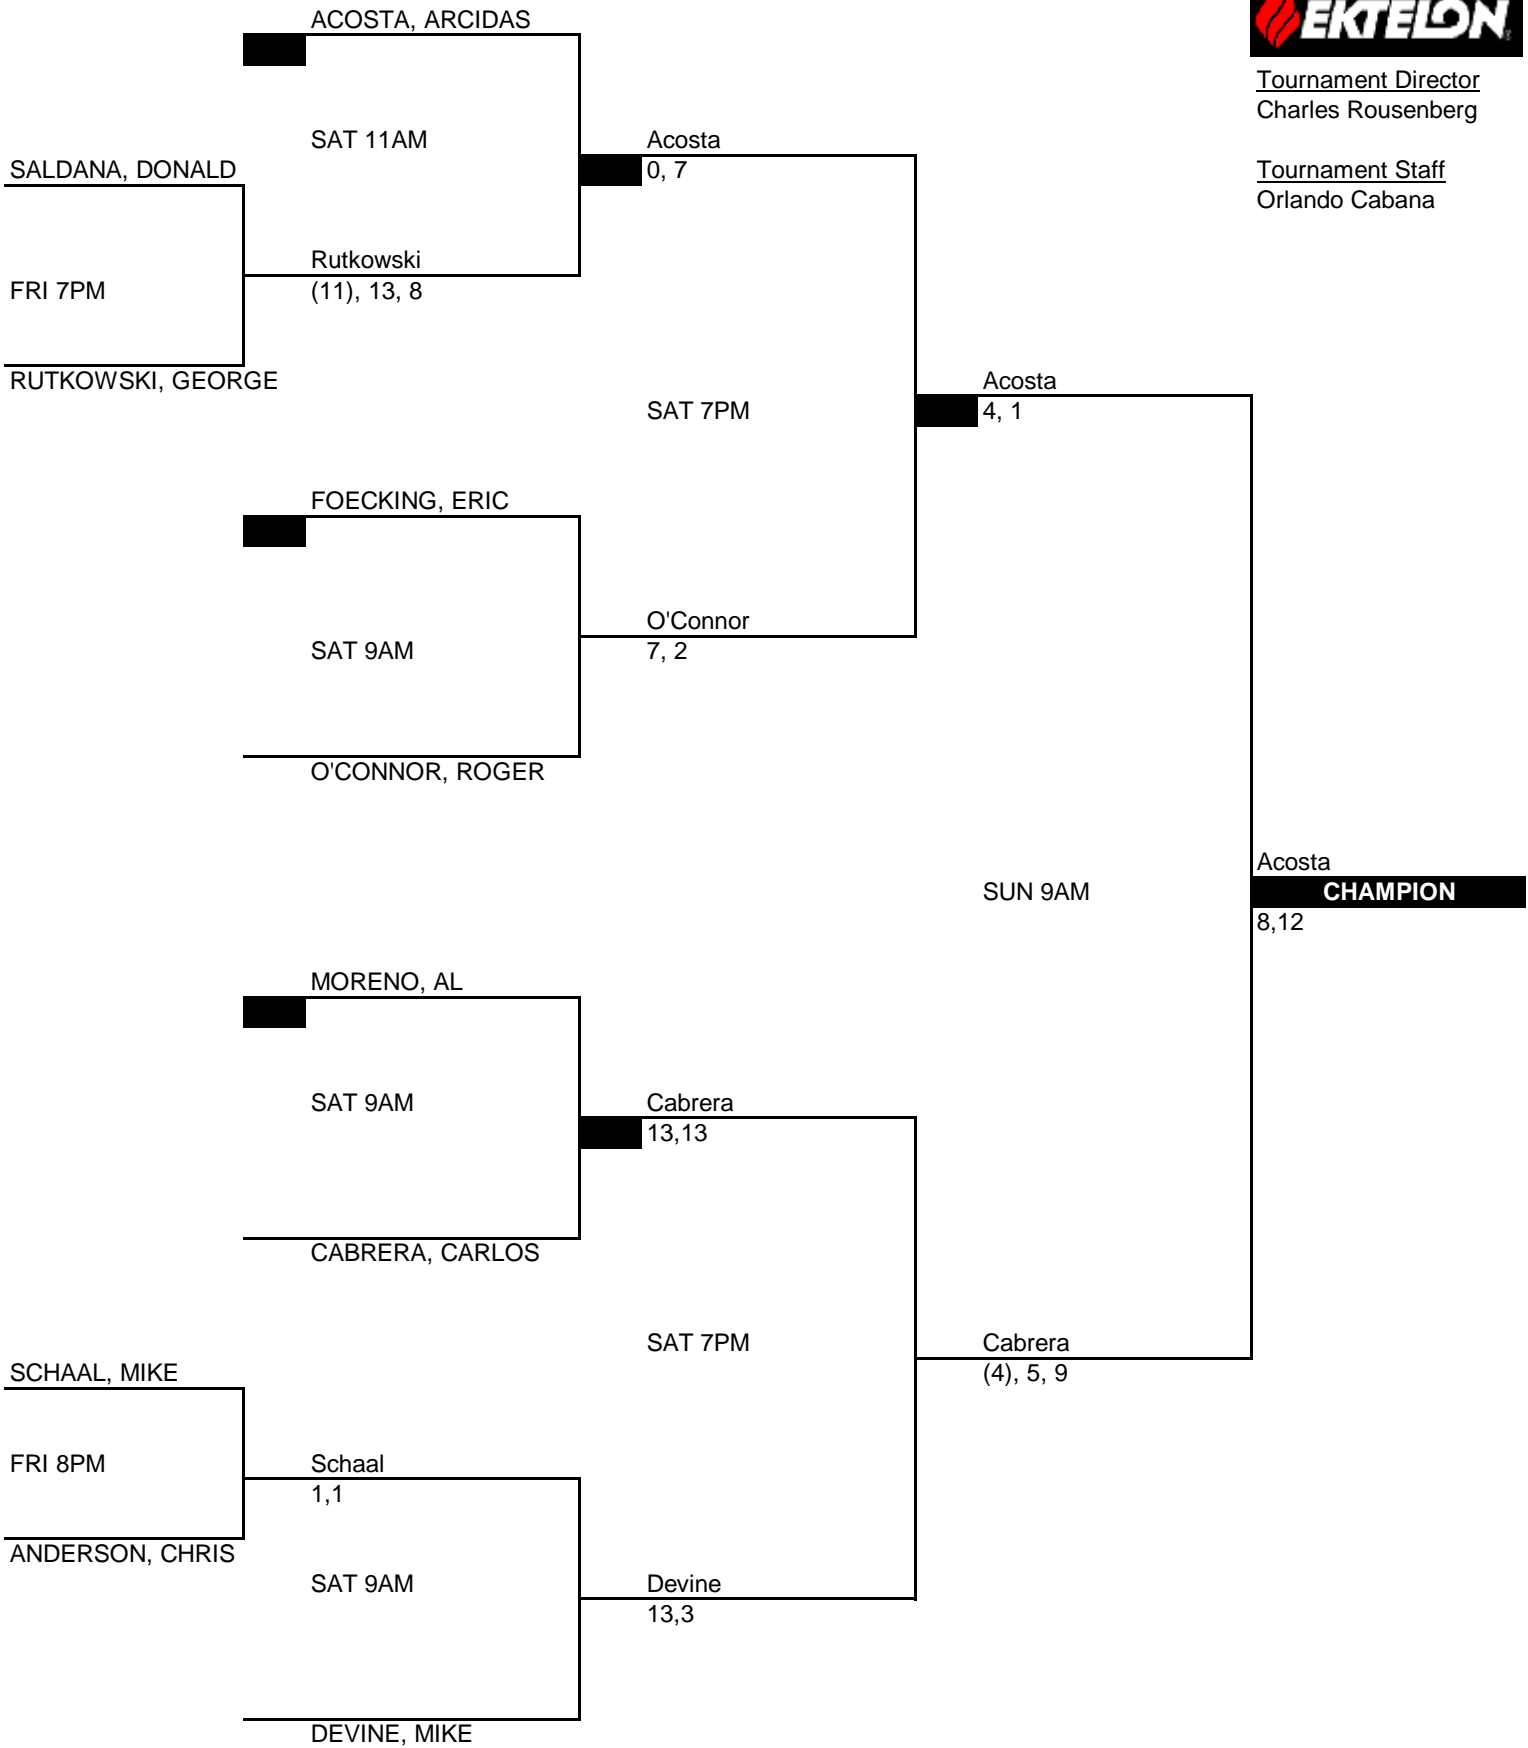 ACOSTA, ARCIDAS
EKTELON
Tournament Director
Charles Rousenberg
SAT 11AM
Acosta
SALDANA, DONALD
0, 7
Tournament Staff
Orlando Cabana
Rutkowski
FRI 7PM
(11), 13, 8
RUTKOWSKI, GEORGE
Acosta
SAT 7PM
4, 1
FOECKING, ERIC
O'Connor
SAT 9AM
7, 2
O'CONNOR, ROGER
Acosta
SUN 9AM
CHAMPION
8,12
MORENO, AL
SAT 9AM
Cabrera
13,13
CABRERA, CARLOS
SAT 7PM
Cabrera
SCHAAL, MIKE
(4), 5, 9
FRI 8PM
Schaal
1,1
ANDERSON, CHRIS
SAT 9AM
Devine
13,3
DEVINE, MIKE